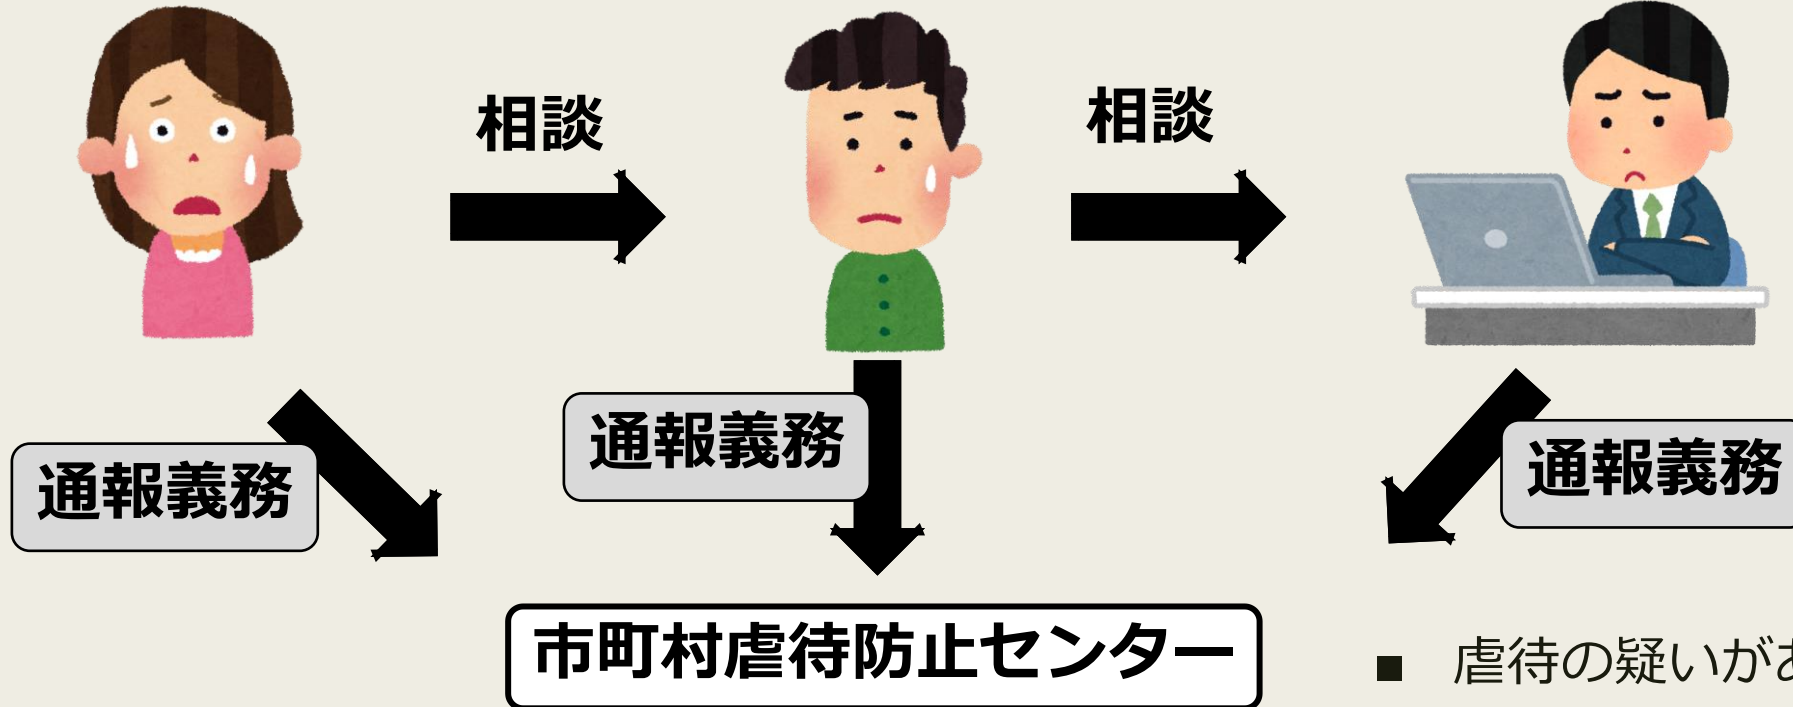 相談
相談
通報義務
通報義務
通報義務
市町村虐待防止センター
■ 虐待の疑いがあ